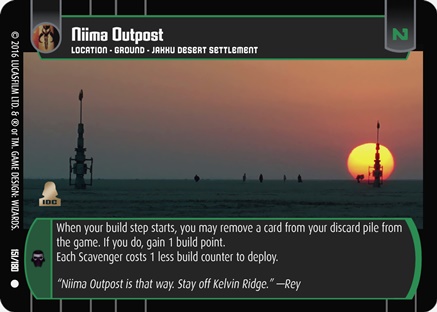 Niima Outpost
LOCATION - GROUND - JAKKU DESERT SETTLEMENT
N
© 2016 LUCASFILM LTD. & ® or TM. GAME DESIGN: WIZARDS.
IDC
When your build step starts, you may remove a card from your discard pile from
the game. If you do, gain 1 build point.
Each Scavenger costs 1 less build counter to deploy.
“Niima Outpost is that way. Stay off Kelvin Ridge.” —Rey